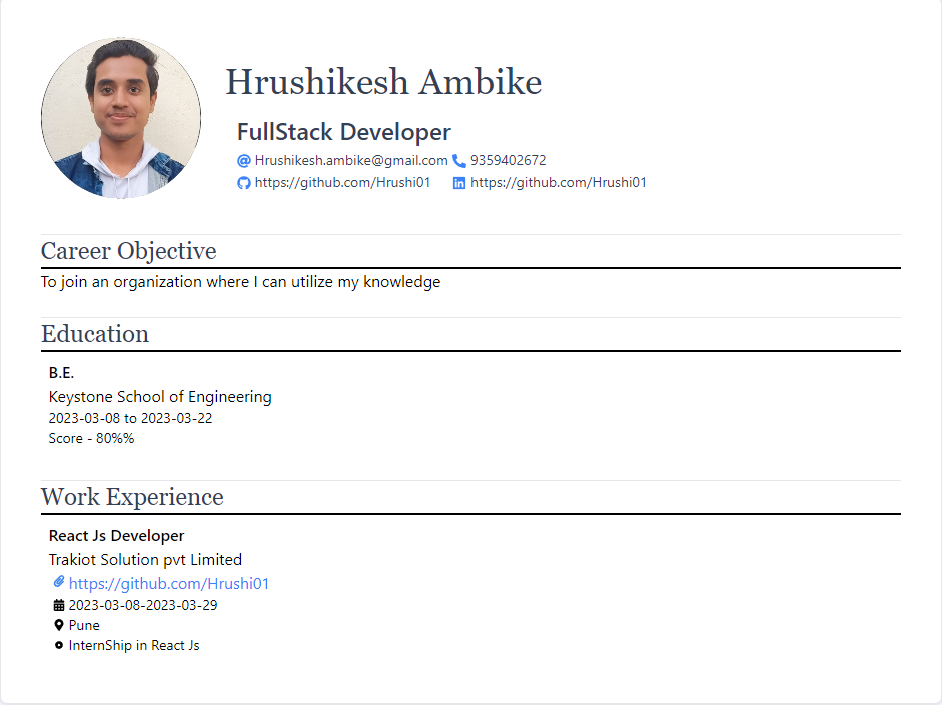 Hrushikesh Ambike
FullStack Developer
Hrushikesh.ambike@gmail.com 9359402672
https://github.com/Hrushi01 https://github.com/Hrushi01
Career Objective
To join an organization where I can utilize my knowledge
Education
B.E.
Keystone School of Engineering
2023-03-08 to 2023-03-22
Score - 80%%
Work Experience
React Js Developer
Trakiot Solution pvt Limited
https://github.com/Hrushi01
2023-03-08-2023-03-29
Pune
InternShip in React Js